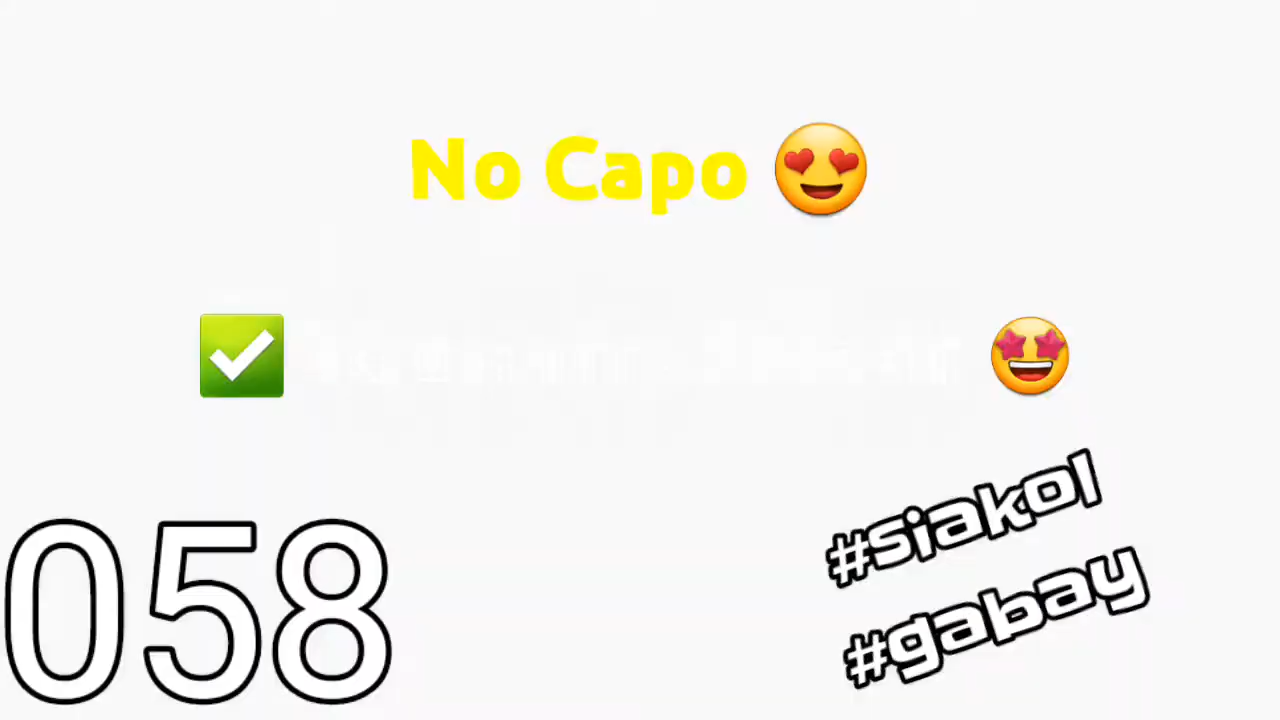 No Capo 😍
✅ 🤩
058
#siakol
#gabay